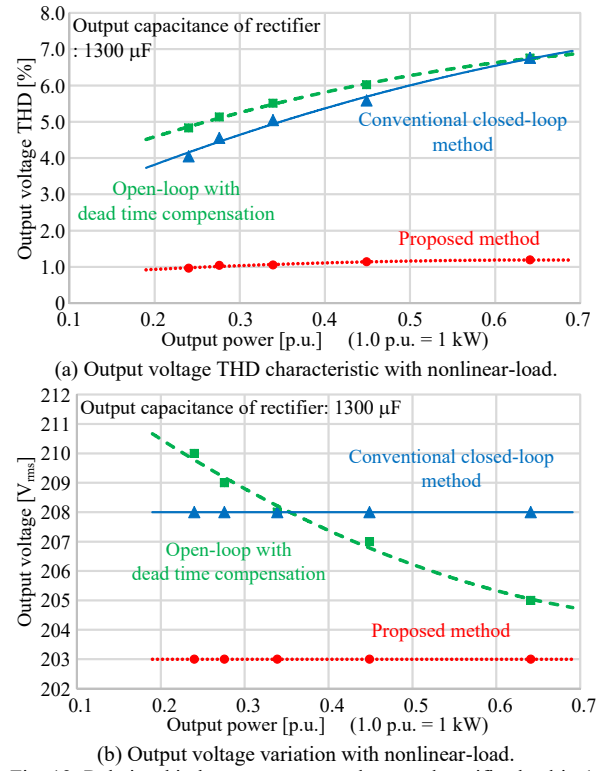 Output capacitance of rectifier
: 1300 μF
Output voltage THD [%]
8.0
7.0
6.0
5.0
4.0
3.0
2.0
1.0
0
Conventional closed-loop
method
Open-loop with
dead time compensation
Proposed method
0.1 0.2 0.3 0.4 0.5 0.6 0.7
Output power [p.u.] (1.0 p.u. = 1 kW)
(a) Output voltage THD characteristic with nonlinear-load.
Output capacitance of rectifier: 1300 μF
Output voltage [Vrms]
212
211
210
209
208
207
206
205
204
203
202
Conventional closed-loop
method
Open-loop with
dead time compensation
Proposed method
0.1 0.2 0.3 0.4 0.5 0.6 0.7
Output power [p.u.] (1.0 p.u. = 1 kW)
(b) Output voltage variation with nonlinear-load.